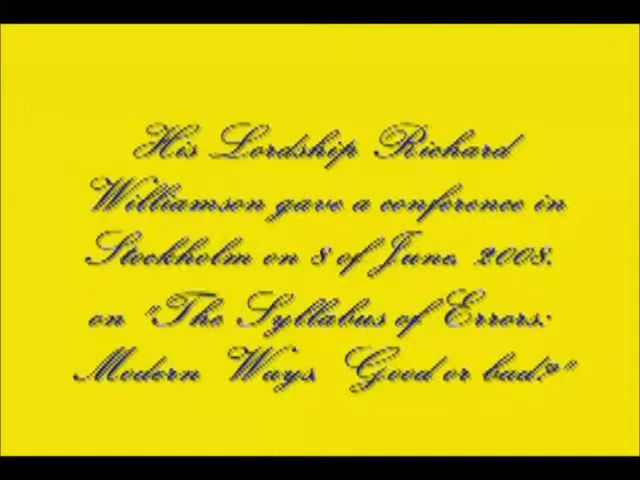 His Lordship Richard
Williamson gave a conference in
Stockholm on 8 of June, 2008.
on "The Syllabus of Errors:
Modern Ways, Good or bad?"